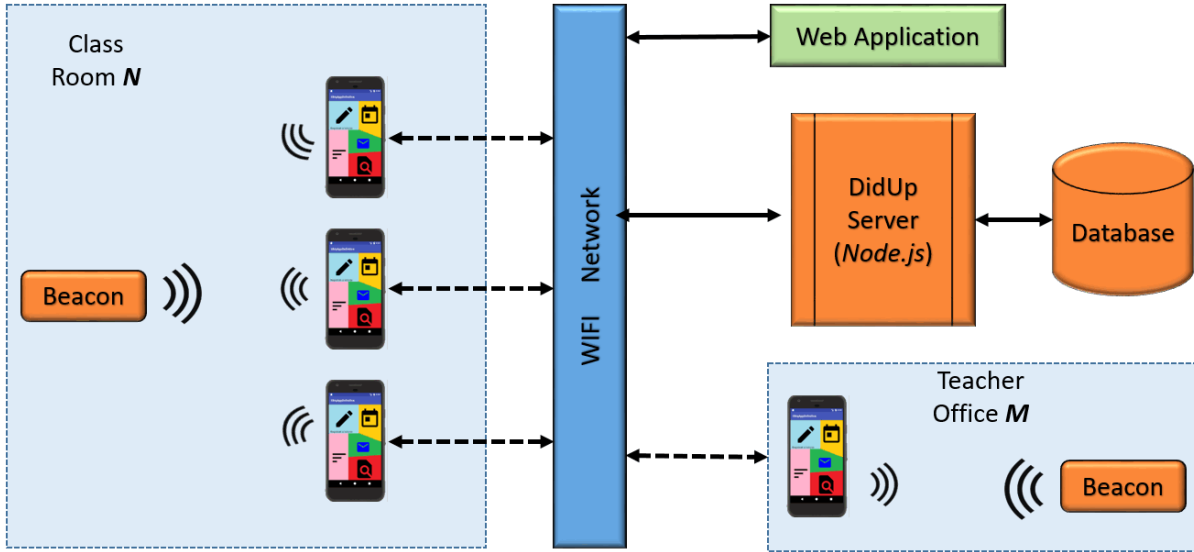 Class
Room N
Beacon
WIFI Network
Web Application
DidUp
Server
(Node.js)
Database
Teacher
Office M
Beacon